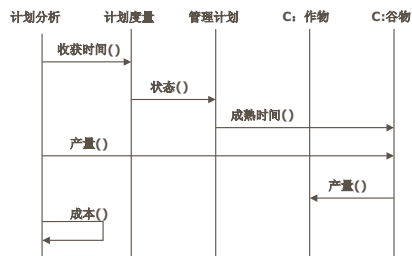 计划分析 计划度量 管理计划 C：作物 C:谷物
收获时间()
状态()
成熟时间()
产量()
产量()
成本()